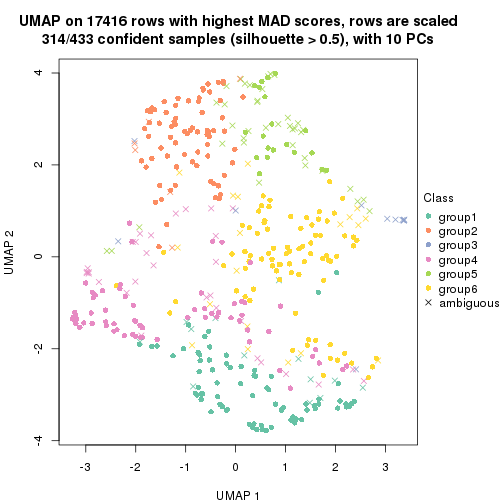 UMAP on 17416 rows with highest MAD scores, rows are scaled
314/433 confident samples (silhouette > 0.5), with 10 PCs
4
2
0
-2
-4
UMAP 2
-3
-2
-1
0
1
2
3
UMAP 1
Class
group1
group2
group3
group4
group5
group6
ambiguous